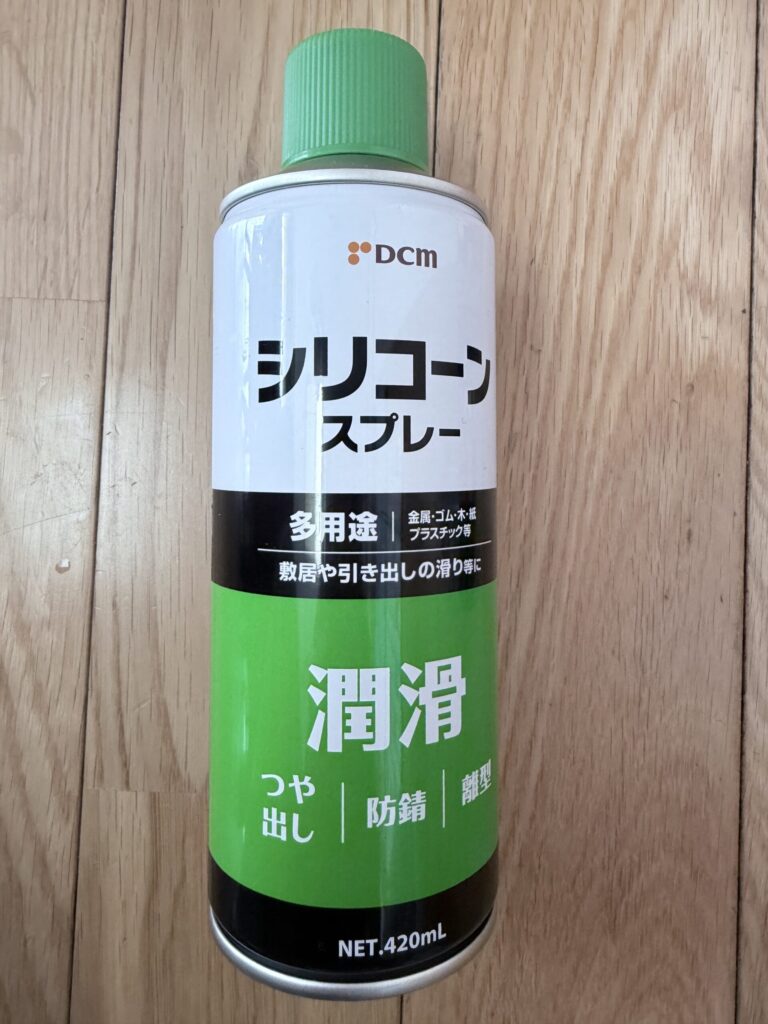 DCM
シリコーン
スプレー
多用途
金属・ゴム・木・紙
プラスチック等
敷居や引き出しの滑り等に
潤滑
つや
出し
防錆
離型
NET.420mL